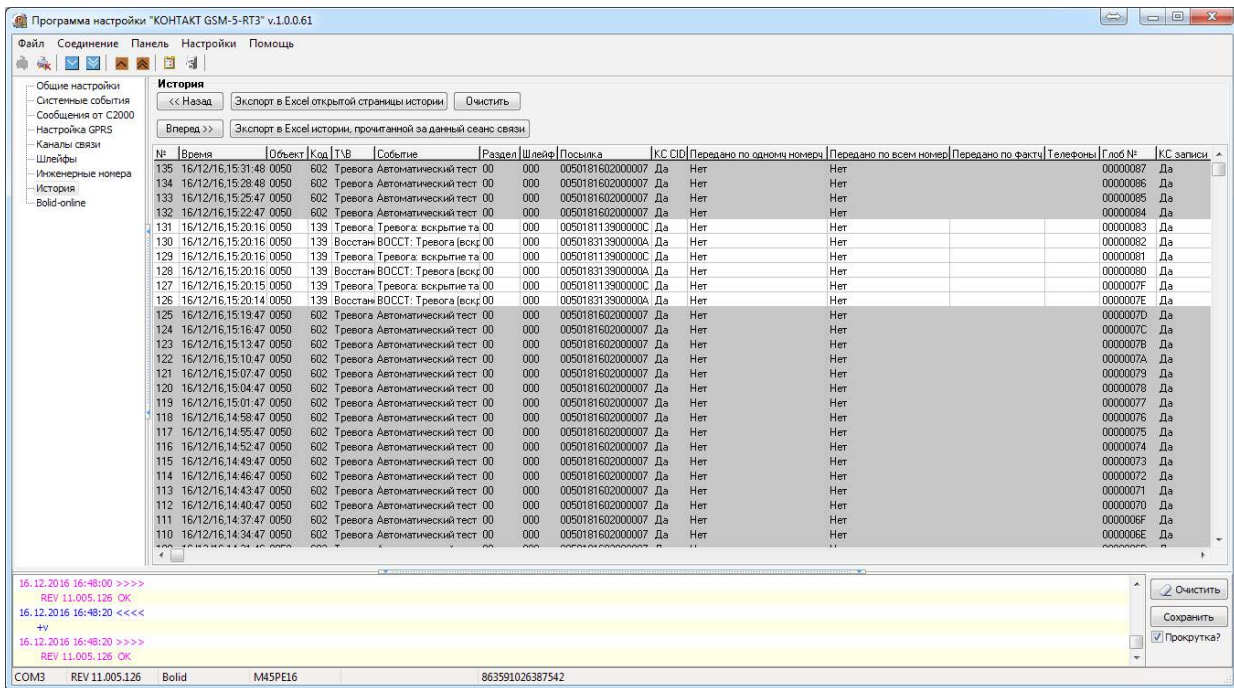 Программа настройки "КОНТАКТ GSM-5-RT3" v.1.0.0.61
Файл Соединение Панель Настройки Помощь
Общие настройки
Системные события
Сообщения от С2000
Настройка GPRS
Каналы связи
Шлейфы
Инженерные номера
История
Bolid-online
История
<< Назад Экспорт в Excel открытой страницы истории Очистить
Вперед >> Экспорт в Excel истории, прочитанной за данный сеанс связи
№ Время Объект Код Т\В Событие Раздел Шлейф Посылка КС CID Передано по одному номеру Передано по всем номер Передано по факту Телефоны Глоб № КС записи
135 16/12/16,15:31:48 0050 602 Тревога Автоматический тест 00 000 0050181602000007 Да Нет Нет 00000087 Да
134 16/12/16,15:28:48 0050 602 Тревога Автоматический тест 00 000 0050181602000007 Да Нет Нет 00000086 Да
133 16/12/16,15:25:47 0050 602 Тревога Автоматический тест 00 000 0050181602000007 Да Нет Нет 00000085 Да
132 16/12/16,15:22:47 0050 602 Тревога Автоматический тест 00 000 0050181602000007 Да Нет Нет 00000084 Да
131 16/12/16,15:20:16 0050 139 Тревога Тревога: вскрытие та 00 000 005018113900000C Да Нет Нет 00000083 Да
130 16/12/16,15:20:16 0050 139 Восстан ВОССТ: Тревога (вскр 00 000 005018313900000A Да Нет Нет 00000082 Да
129 16/12/16,15:20:16 0050 139 Тревога Тревога: вскрытие та 00 000 005018113900000C Да Нет Нет 00000081 Да
128 16/12/16,15:20:16 0050 139 Восстан ВОССТ: Тревога (вскр 00 000 005018313900000A Да Нет Нет 00000080 Да
127 16/12/16,15:20:15 0050 139 Тревога Тревога: вскрытие та 00 000 005018113900000C Да Нет Нет 0000007F Да
126 16/12/16,15:20:14 0050 139 Восстан ВОССТ: Тревога (вскр 00 000 005018313900000A Да Нет Нет 0000007E Да
125 16/12/16,15:19:47 0050 602 Тревога Автоматический тест 00 000 0050181602000007 Да Нет Нет 0000007D Да
124 16/12/16,15:16:47 0050 602 Тревога Автоматический тест 00 000 0050181602000007 Да Нет Нет 0000007C Да
123 16/12/16,15:13:47 0050 602 Тревога Автоматический тест 00 000 0050181602000007 Да Нет Нет 0000007B Да
122 16/12/16,15:10:47 0050 602 Тревога Автоматический тест 00 000 0050181602000007 Да Нет Нет 0000007A Да
121 16/12/16,15:07:47 0050 602 Тревога Автоматический тест 00 000 0050181602000007 Да Нет Нет 00000079 Да
120 16/12/16,15:04:47 0050 602 Тревога Автоматический тест 00 000 0050181602000007 Да Нет Нет 00000078 Да
119 16/12/16,15:01:47 0050 602 Тревога Автоматический тест 00 000 0050181602000007 Да Нет Нет 00000077 Да
118 16/12/16,14:58:47 0050 602 Тревога Автоматический тест 00 000 0050181602000007 Да Нет Нет 00000076 Да
117 16/12/16,14:55:47 0050 602 Тревога Автоматический тест 00 000 0050181602000007 Да Нет Нет 00000075 Да
116 16/12/16,14:52:47 0050 602 Тревога Автоматический тест 00 000 0050181602000007 Да Нет Нет 00000074 Да
115 16/12/16,14:49:47 0050 602 Тревога Автоматический тест 00 000 0050181602000007 Да Нет Нет 00000073 Да
114 16/12/16,14:46:47 0050 602 Тревога Автоматический тест 00 000 0050181602000007 Да Нет Нет 00000072 Да
113 16/12/16,14:43:47 0050 602 Тревога Автоматический тест 00 000 0050181602000007 Да Нет Нет 00000071 Да
112 16/12/16,14:40:47 0050 602 Тревога Автоматический тест 00 000 0050181602000007 Да Нет Нет 00000070 Да
111 16/12/16,14:37:47 0050 602 Тревога Автоматический тест 00 000 0050181602000007 Да Нет Нет 0000006F Да
110 16/12/16,14:34:47 0050 602 Тревога Автоматический тест 00 000 0050181602000007 Да Нет Нет 0000006E Да
16.12.2016 16:48:00 >>>>
REV 11.005.126 OK
16.12.2016 16:48:20 <<<<
+v
16.12.2016 16:48:20 >>>>
REV 11.005.126 OK
Очистить
Сохранить
Прокрутка?
COM3 REV 11.005.126 Bolid M45PE16 863591026387542